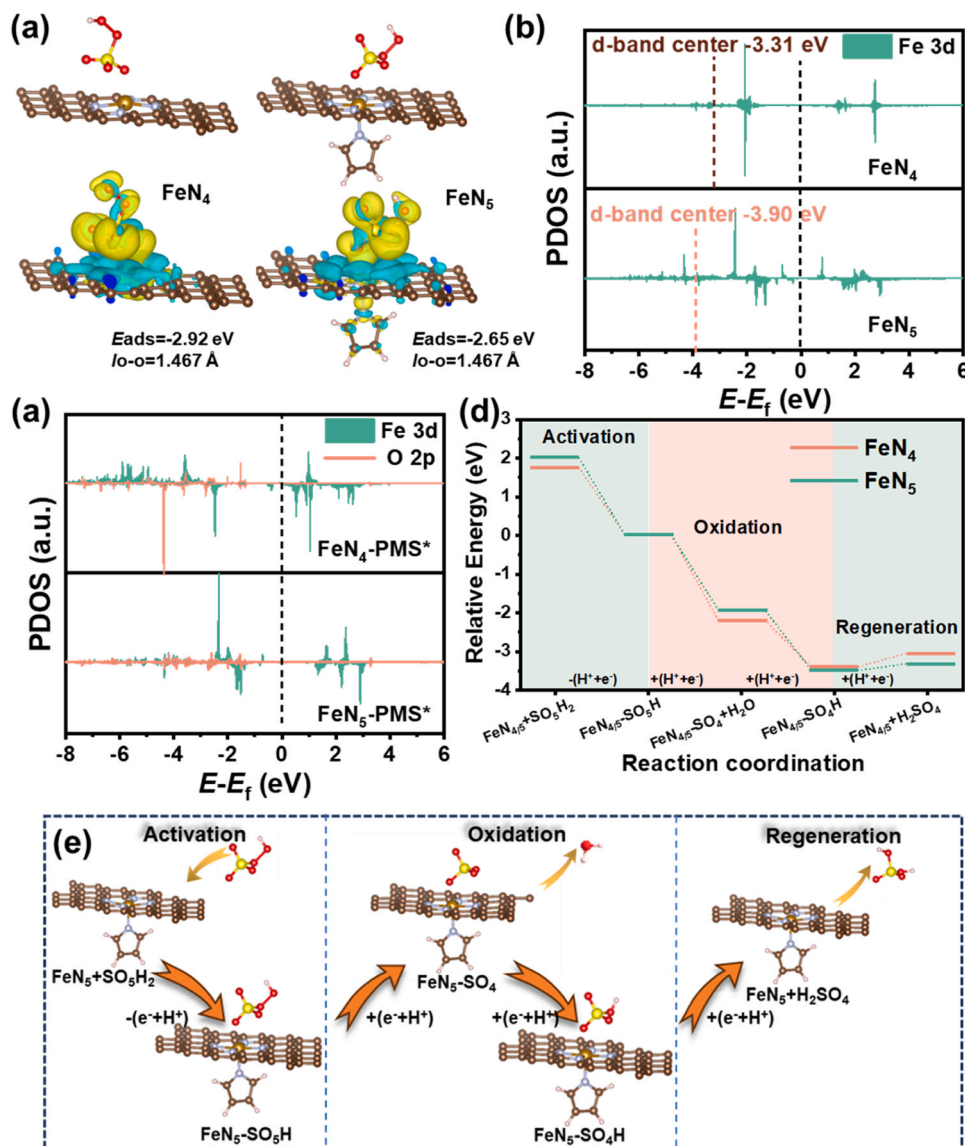 (a)
FeN4
FeN5
Eads=-2.92 eV
lo-o=1.467 Å
Eads=-2.65 eV
lo-o=1.467 Å
(b)
d-band center -3.31 eV
Fe 3d
FeN4
d-band center -3.90 eV
FeN5
PDOS (a.u.)
-8 -6 -4 -2 0 2 4 6
E-Ef (eV)
(a)
Fe 3d
O 2p
FeN4-PMS*
FeN5-PMS*
PDOS (a.u.)
-8 -6 -4 -2 0 2 4 6
E-Ef (eV)
(d)
3
2
1
0
-1
-2
-3
-4
Relative Energy (eV)
Activation
FeN4
FeN5
Oxidation
Regeneration
-(H⁺+e⁻) +(H⁺+e⁻) +(H⁺+e⁻) +(H⁺+e⁻)
FeN4/5+SO5H2
FeN4/5-SO5H
FeN4/5-SO4+H2O
FeN4/5-SO4H
FeN4/5+H2SO4
Reaction coordination
(e)
Activation
Oxidation
Regeneration
FeN5+SO5H2
-(e⁻+H⁺)
FeN5-SO5H
+(e⁻+H⁺)
FeN5-SO4
+(e⁻+H⁺)
FeN5-SO4H
+(e⁻+H⁺)
FeN5+H2SO4